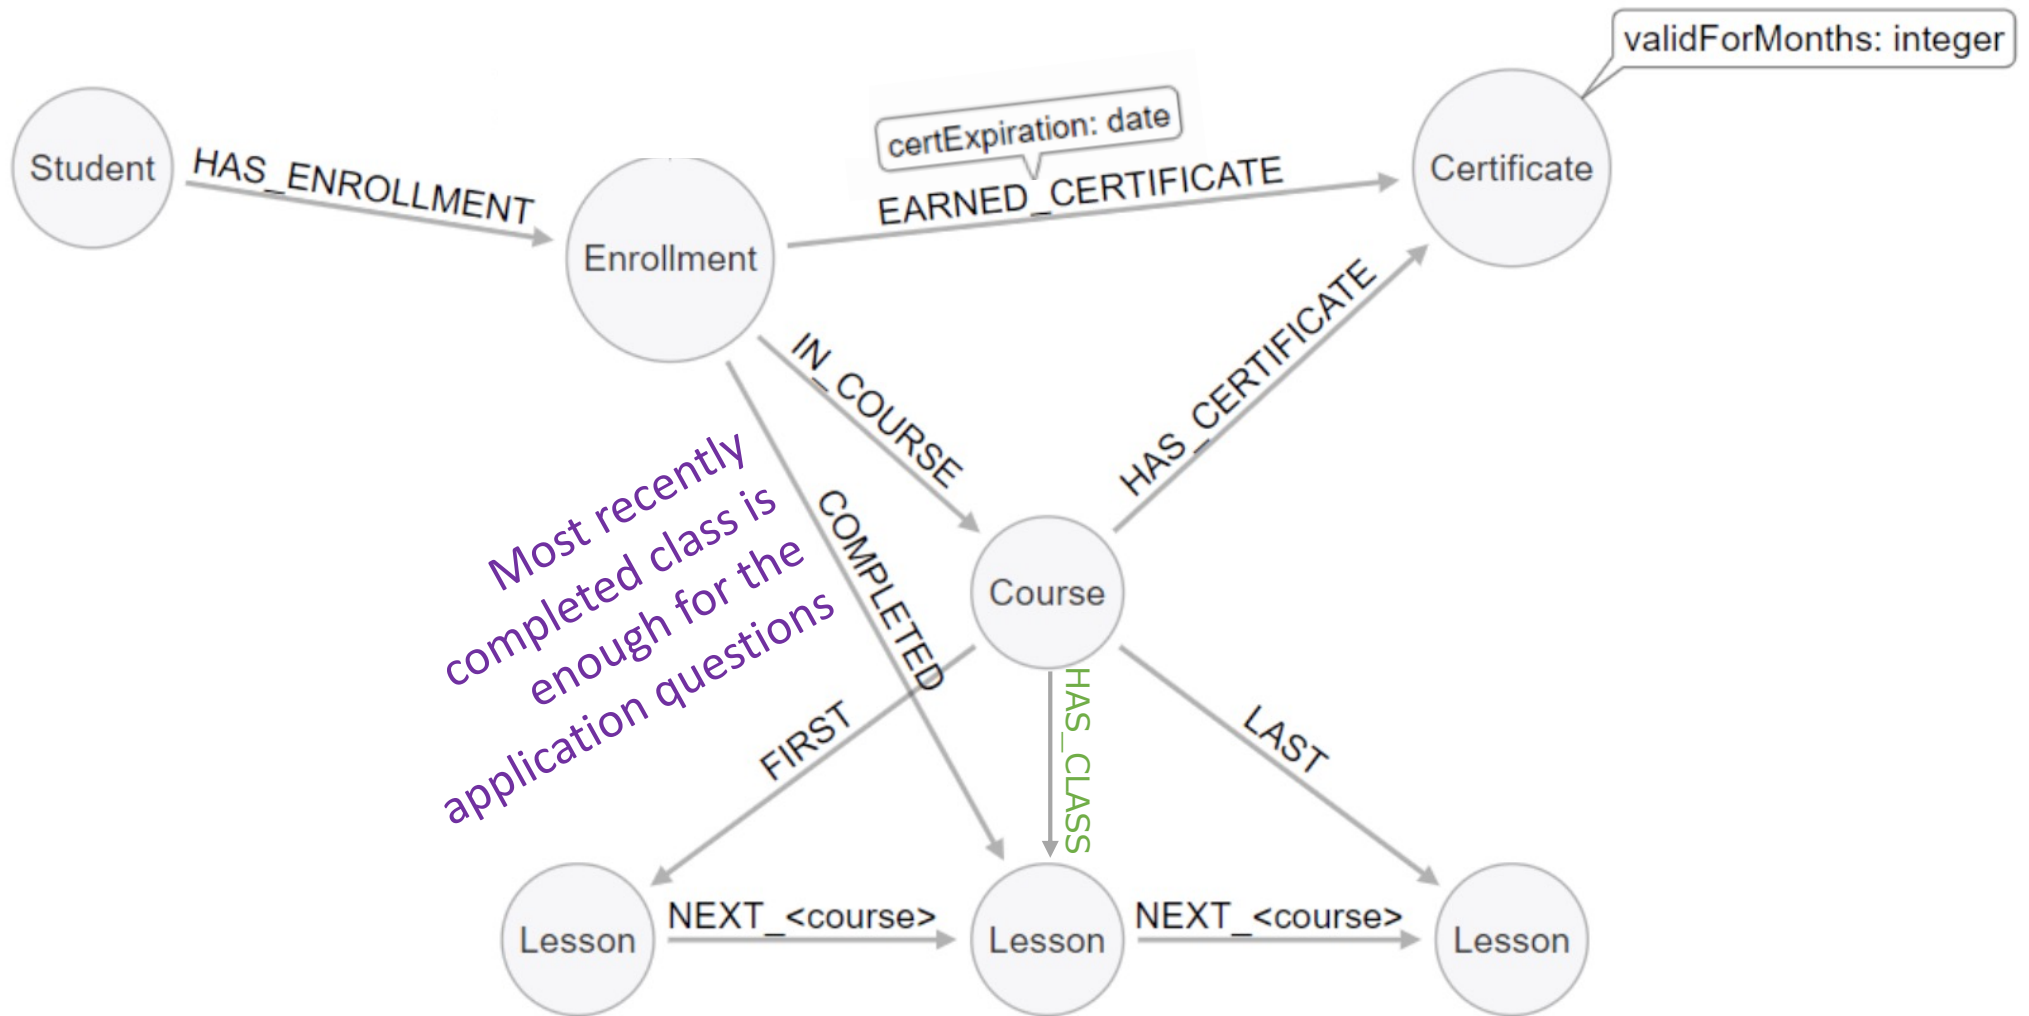 validForMonths: integer
certExpiration: date
Student
HAS_ENROLLMENT
Enrollment
EARNED_CERTIFICATE
Certificate
IN_COURSE
HAS_CERTIFICATE
Most recently
completed class is
enough for the
application questions
COMPLETED
Course
FIRST
HAS_CLASS
LAST
Lesson
NEXT_<course>
Lesson
NEXT_<course>
Lesson